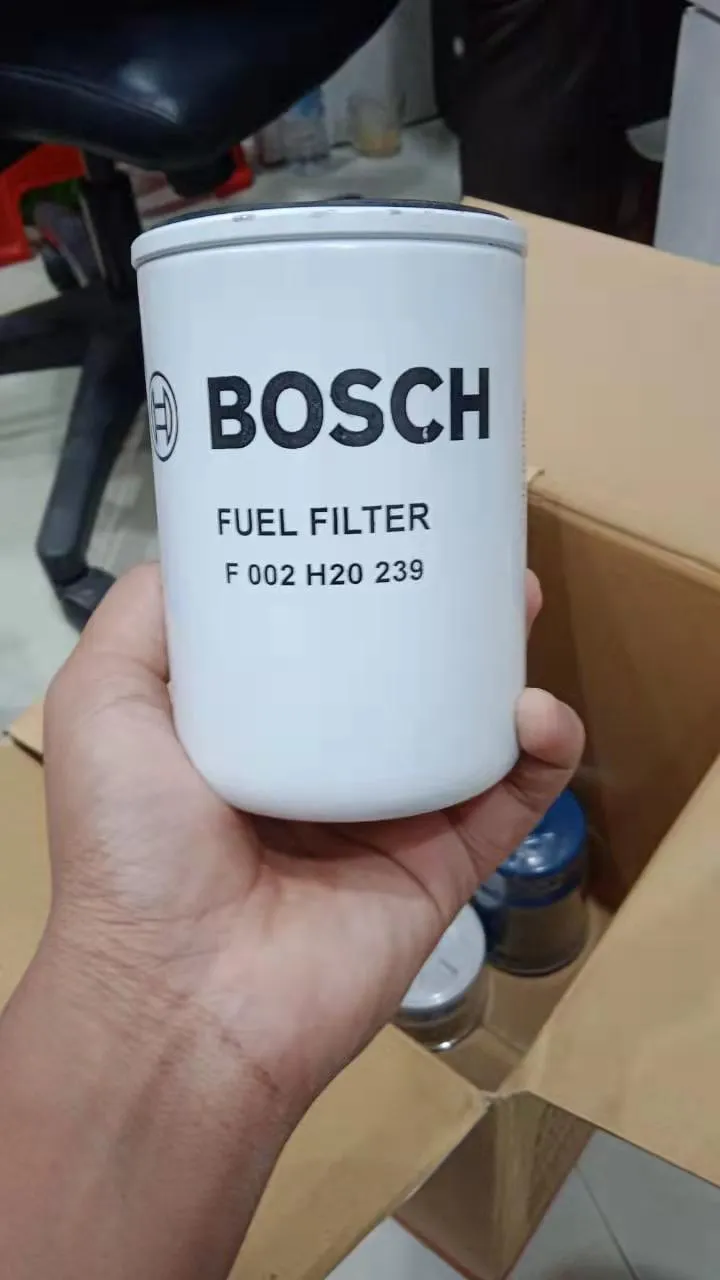 BOSCH
FUEL FILTER
F 002 H20 239